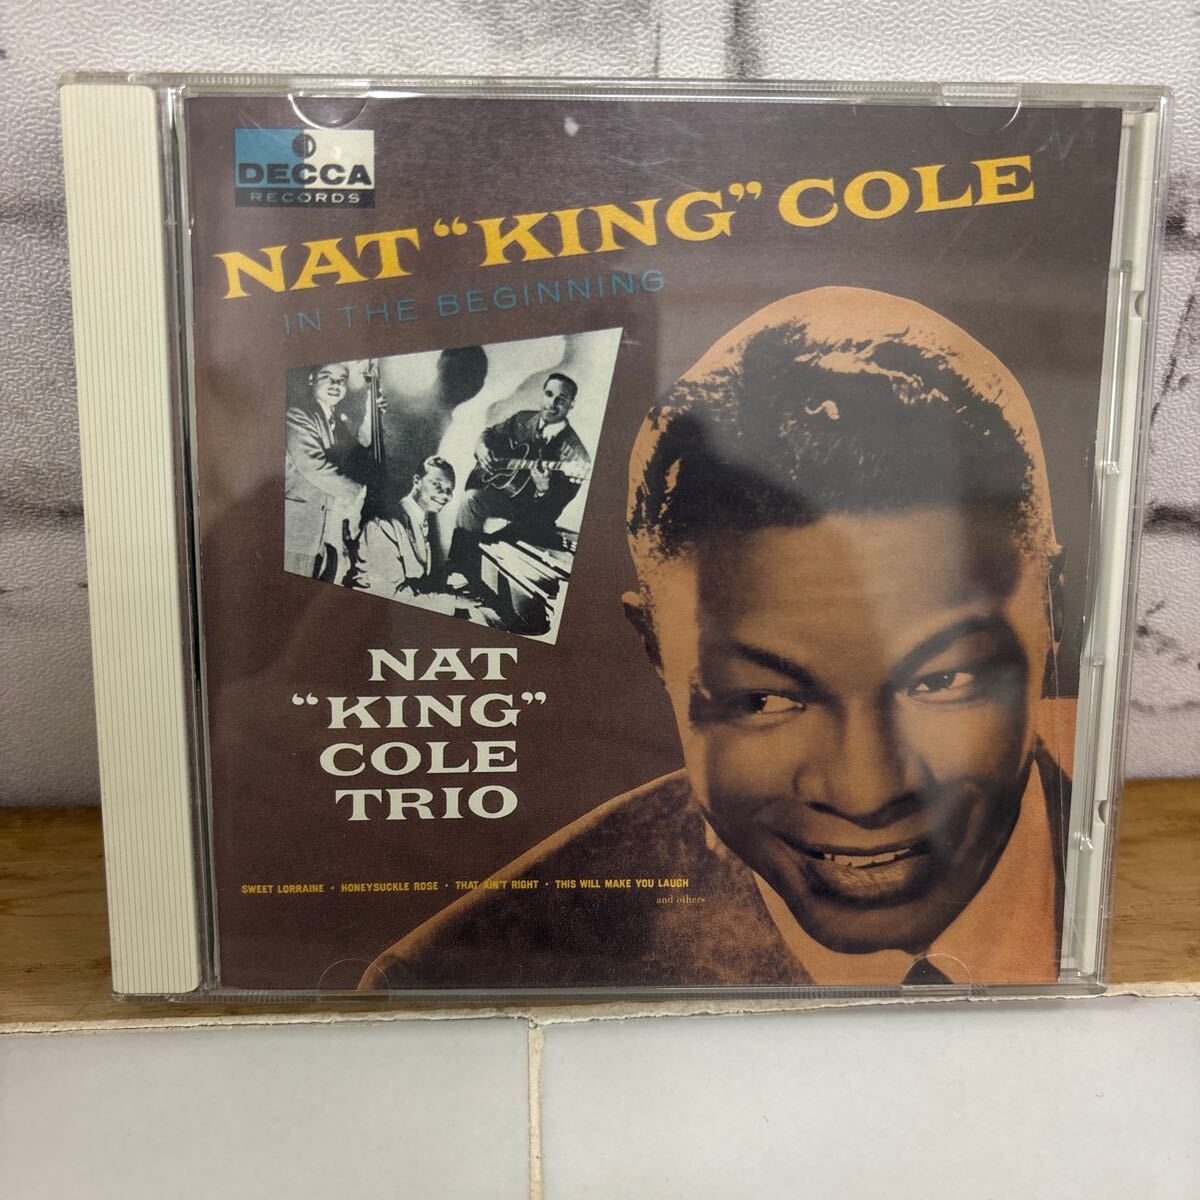 DECCA
RECORDS
NAT “KING” COLE
IN THE BEGINNING
NAT
“KING”
COLE
TRIO
SWEET LORRAINE • HONEYSUCKLE ROSE • THAT AIN'T RIGHT • THIS WILL MAKE YOU LAUGH
and others